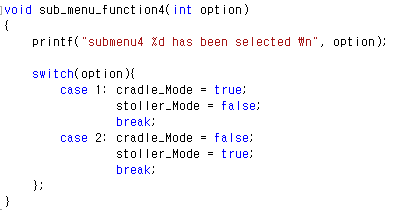 void sub_menu_function4(int option)
{
    printf("submenu4 %d has been selected ₩n", option);

    switch(option){
        case 1: cradle_Mode = true;
                stoller_Mode = false;
                break;
        case 2: cradle_Mode = false;
                stoller_Mode = true;
                break;
    };
}